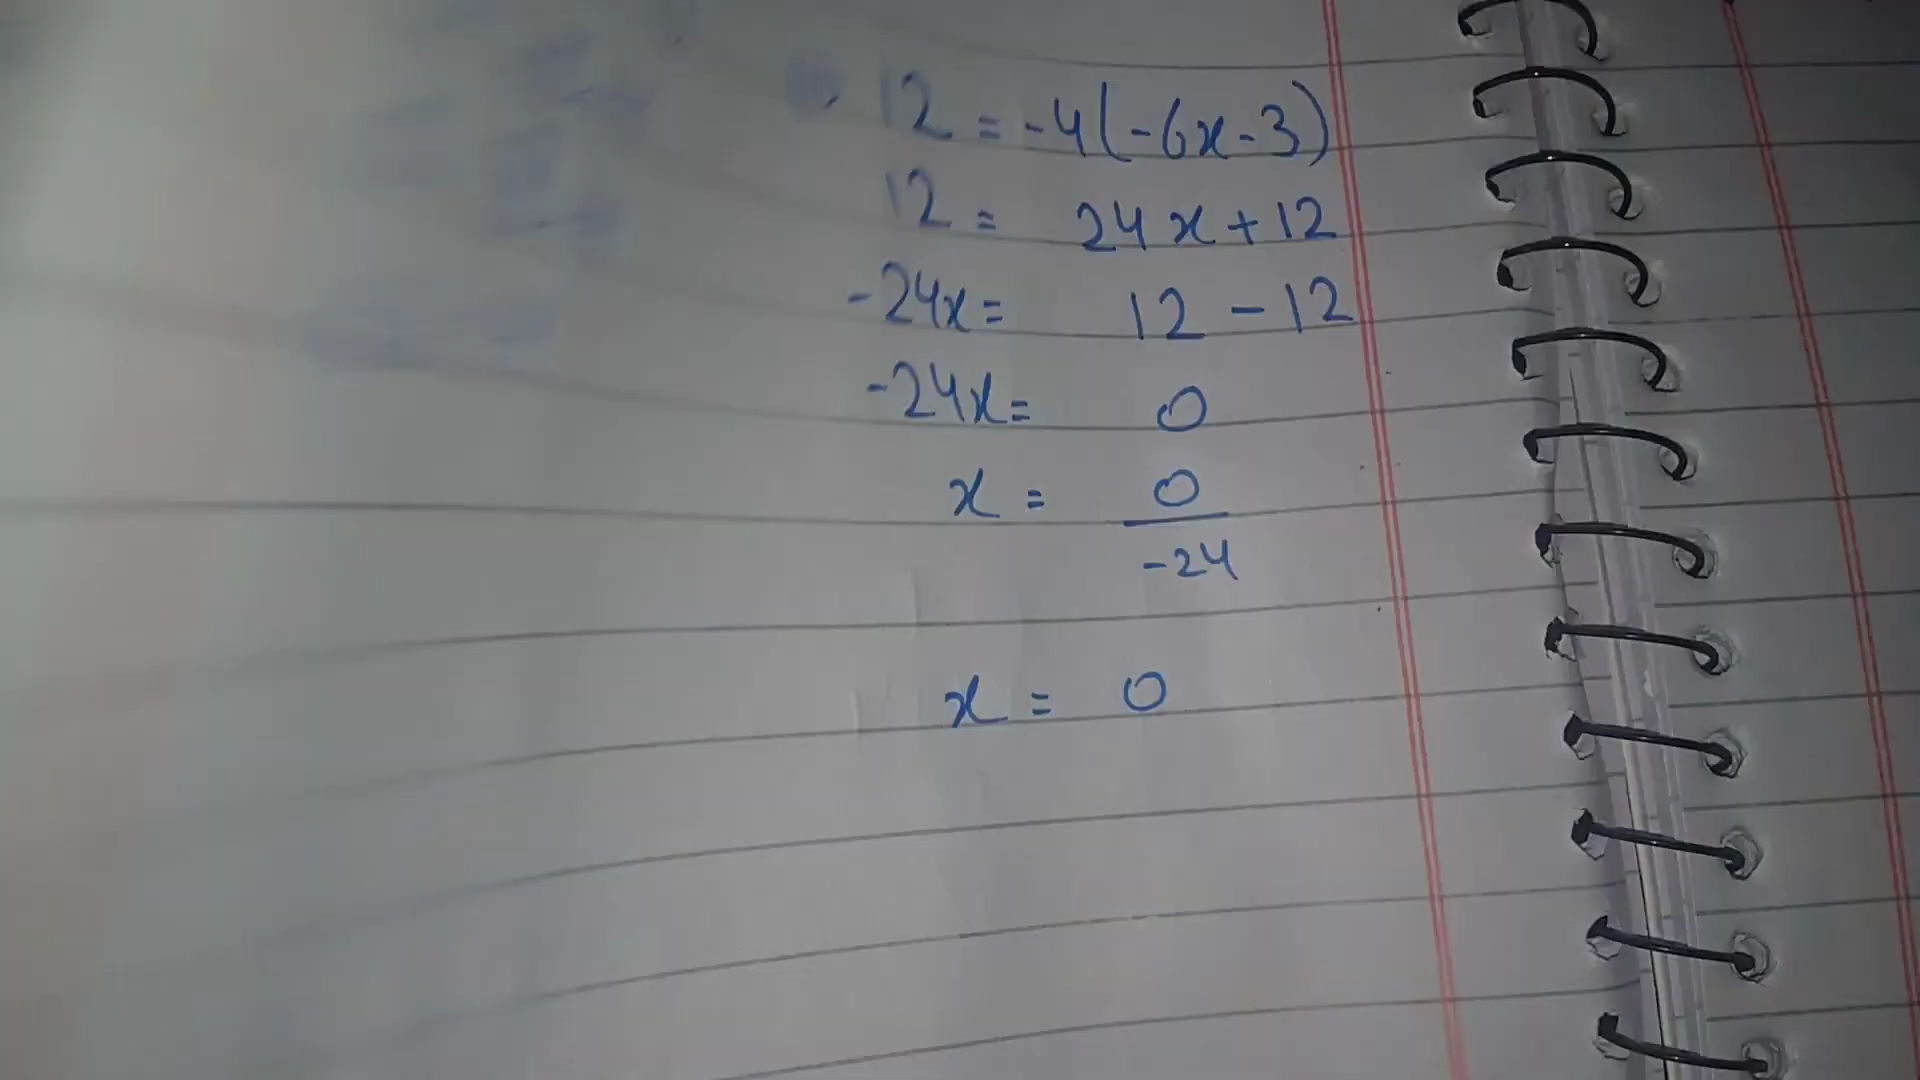 12 = -4(-6x-3)
12 = 24x+12
-24x = 12 - 12
-24x = 0
x = 0/-24
x = 0